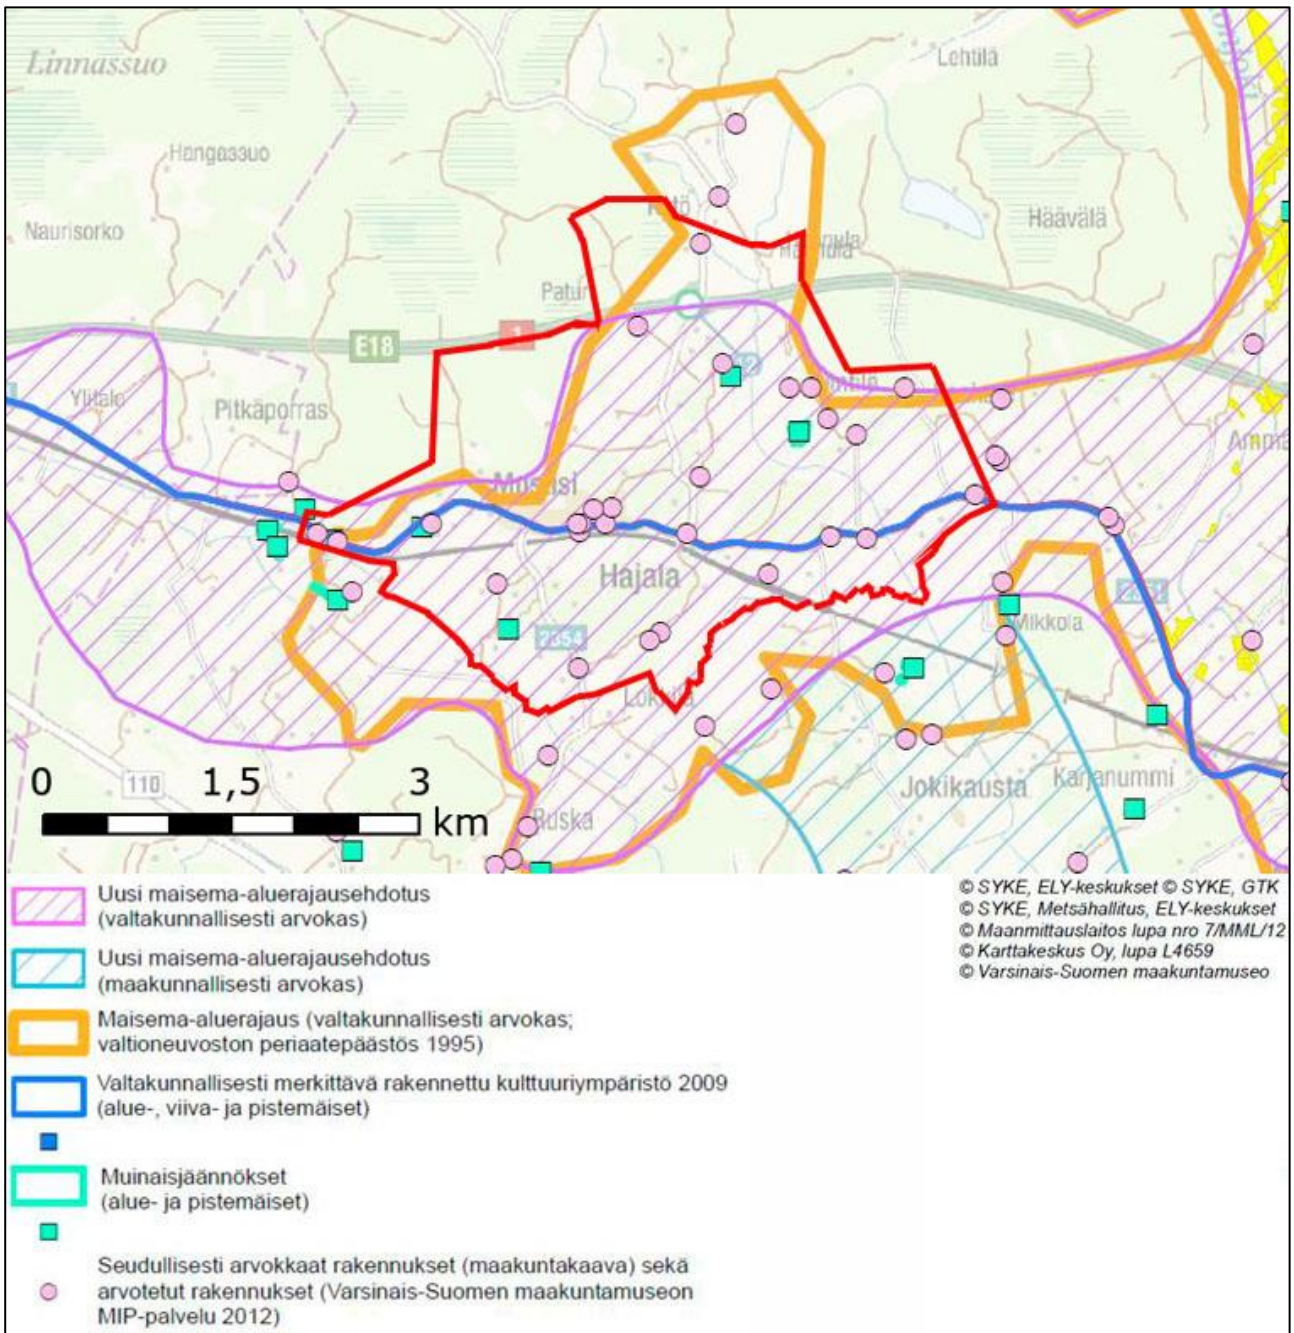 Linnassuo
Lehtilä
Hangassuo
Naurisorko
Häävälä
E18
1
Ylitalo
Pitkäporras
Hajala
2354
Mikkola
110
Jokikausta
Karjanummi
Ruska
0 1,5 3
km
Uusi maisema-aluerajausehdotus
(valtakunnallisesti arvokas)
Uusi maisema-aluerajausehdotus
(maakunnallisesti arvokas)
Maisema-aluerajaus (valtakunnallisesti arvokas;
valtioneuvoston periaatepäästös 1995)
Valtakunnallisesti merkittävä rakennettu kulttuuriympäristö 2009
(alue-, viiva- ja pistemäiset)
Muinaisjäännökset
(alue- ja pistemäiset)
Seudullisesti arvokkaat rakennukset (maakuntakaava) sekä
arvotetut rakennukset (Varsinais-Suomen maakuntamuseon
MIP-palvelu 2012)
© SYKE, ELY-keskukset © SYKE, GTK
© SYKE, Metsähallitus, ELY-keskukset
© Maanmittauslaitos lupa nro 7/MML/12
© Karttakeskus Oy, lupa L4659
© Varsinais-Suomen maakuntamuseo